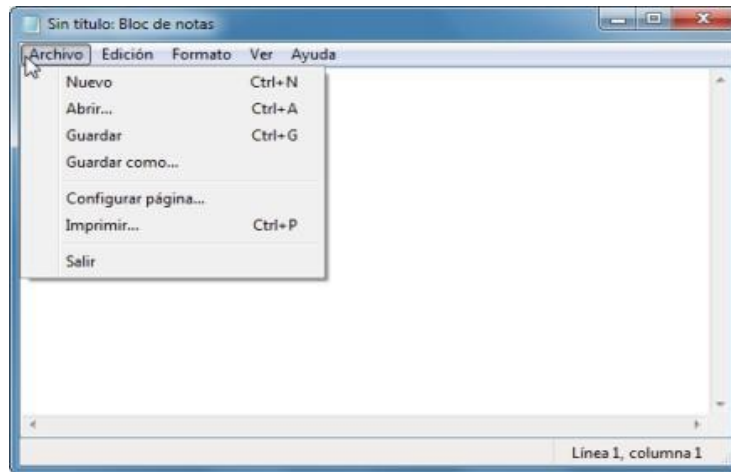 Sin título: Bloc de notas
Archivo Edición Formato Ver Ayuda
Nuevo Ctrl+N
Abrir... Ctrl+A
Guardar Ctrl+G
Guardar como...
Configurar página...
Imprimir... Ctrl+P
Salir
Línea 1, columna 1